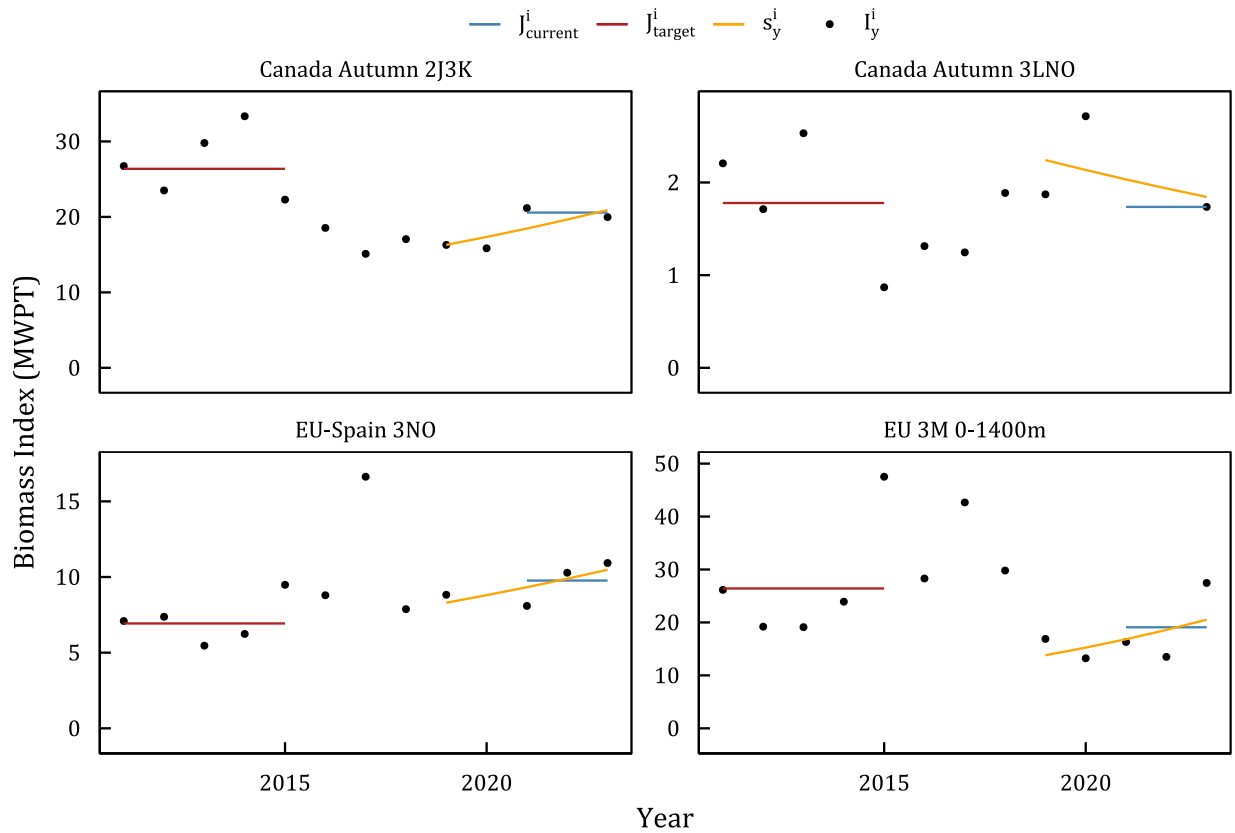 J^i_current J^i_target s^i_y I^i_y
Canada Autumn 2J3K
Canada Autumn 3LNO
30
20
10
0
2
1
0
EU-Spain 3NO
EU 3M 0-1400m
15
10
5
0
50
40
30
20
10
0
2015 2020
2015 2020
Biomass Index (MWPT)
Year